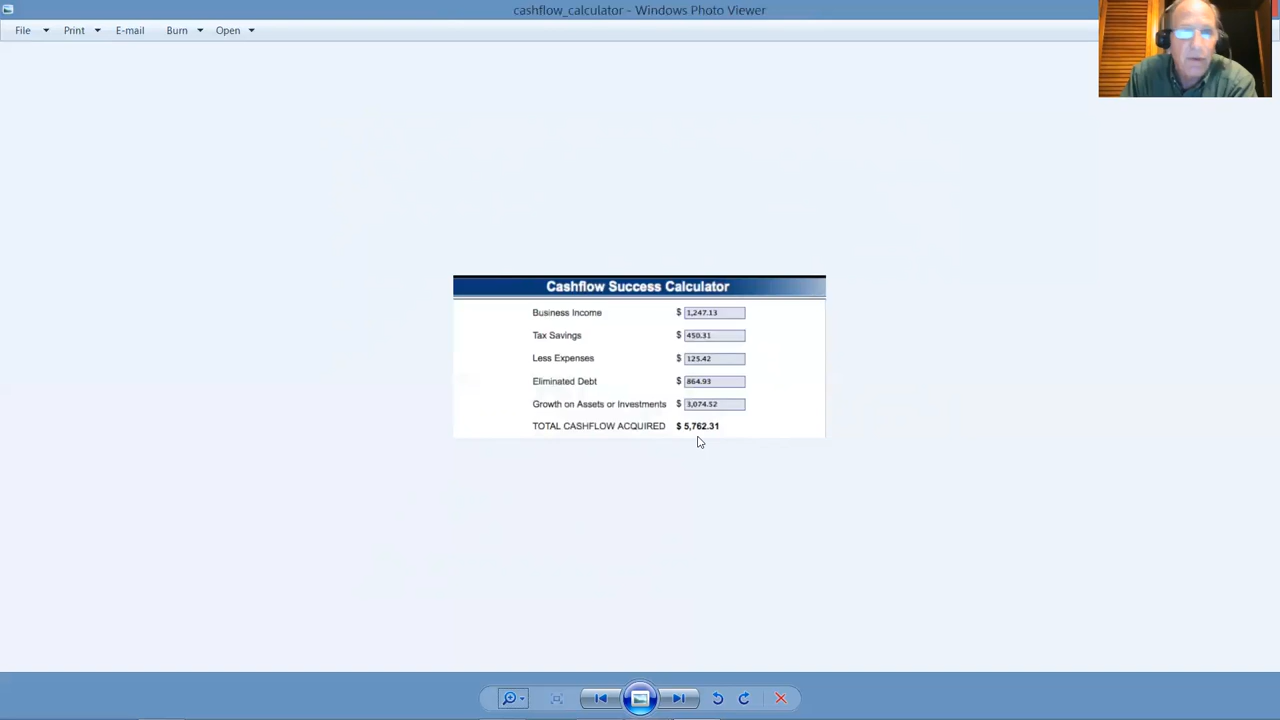 cashflow_calculator - Windows Photo Viewer
File Print E-mail Burn Open
Cashflow Success Calculator
Business Income $ 1,247.13
Tax Savings $ 450.31
Less Expenses $ 125.42
Eliminated Debt $ 864.93
Growth on Assets or Investments $ 3,074.52
TOTAL CASHFLOW ACQUIRED $ 5,762.31